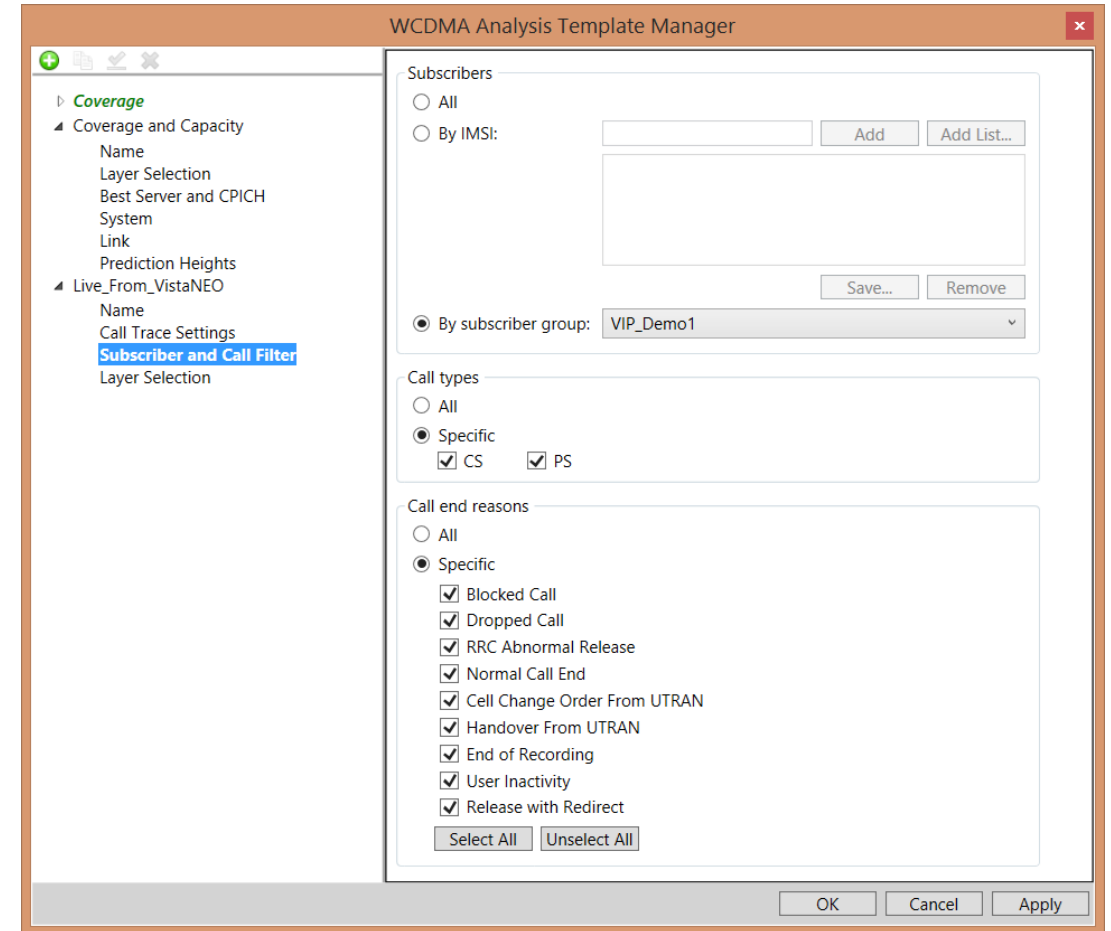 WCDMA Analysis Template Manager
Coverage
Coverage and Capacity
Name
Layer Selection
Best Server and CPICH
System
Link
Prediction Heights
Live_From_VistaNEO
Name
Call Trace Settings
Subscriber and Call Filter
Layer Selection
Subscribers
All
By IMSI:
Add
Add List...
Save...
Remove
By subscriber group:
VIP_Demo1
Call types
All
Specific
CS
PS
Call end reasons
All
Specific
Blocked Call
Dropped Call
RRC Abnormal Release
Normal Call End
Cell Change Order From UTRAN
Handover From UTRAN
End of Recording
User Inactivity
Release with Redirect
Select All
Unselect All
OK
Cancel
Apply